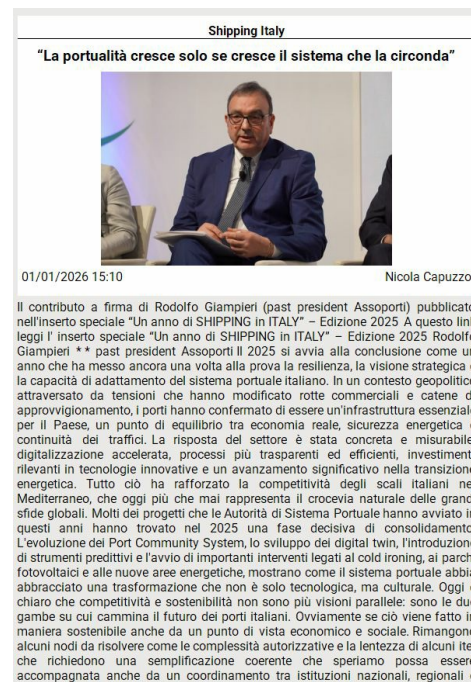 Shipping Italy
“La portualità cresce solo se cresce il sistema che la circonda”
01/01/2026 15:10 Nicola Capuzzo
Il contributo a firma di Rodolfo Giampieri (past president Assoporti) pubblicato
nell'inserto speciale “Un anno di SHIPPING in ITALY” – Edizione 2025 A questo link
leggi l' inserto speciale “Un anno di SHIPPING in ITALY” – Edizione 2025 Rodolfo
Giampieri * * past president Assoporti Il 2025 si avvia alla conclusione come un
anno che ha messo ancora una volta alla prova la resilienza, la visione strategica e
la capacità di adattamento del sistema portuale italiano. In un contesto geopolitico
attraversato da tensioni che hanno modificato rotte commerciali e catene di
approvvigionamento, i porti hanno confermato di essere un'infrastruttura essenziale
per il Paese, un punto di equilibrio tra economia reale, sicurezza energetica e
continuità dei traffici. La risposta del settore è stata concreta e misurabile:
digitalizzazione accelerata, processi più trasparenti ed efficienti, investimenti
rilevanti in tecnologie innovative e un avanzamento significativo nella transizione
energetica. Tutto ciò ha rafforzato la competitività degli scali italiani nel
Mediterraneo, che oggi più che mai rappresenta il crocevia naturale delle grandi
sfide globali. Molti dei progetti che le Autorità di Sistema Portuale hanno avviato in
questi anni hanno trovato nel 2025 una fase decisiva di consolidamento.
L'evoluzione dei Port Community System, lo sviluppo dei digital twin, l'introduzione
di strumenti predittivi e l'avvio di importanti interventi legati al cold ironing, ai parchi
fotovoltaici e alle nuove aree energetiche, mostrano come il sistema portuale abbia
abbracciato una trasformazione che non è solo tecnologica, ma culturale. Oggi è
chiaro che competitività e sostenibilità non sono più visioni parallele: sono le due
gambe su cui cammina il futuro dei porti italiani. Ovviamente se ciò viene fatto in
maniera sostenibile anche da un punto di vista economico e sociale. Rimangono
alcuni nodi da risolvere come le complessità autorizzative e la lentezza di alcuni iter
che richiedono una semplificazione coerente che speriamo possa essere
accompagnata anche da un coordinamento tra istituzioni nazionali, regionali e